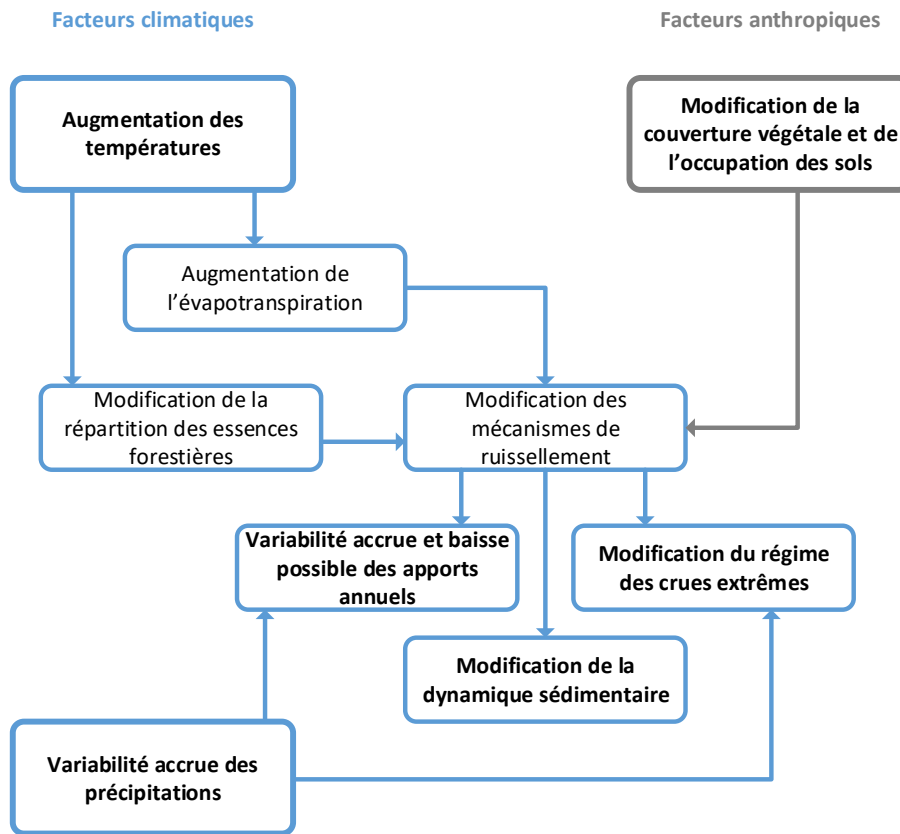 Facteurs climatiques
Facteurs anthropiques
Augmentation des
températures
Modification de la
couverture végétale et de
l'occupation des sols
Augmentation de
l'évapotranspiration
Modification de la
répartition des essences
forestières
Modification des
mécanismes de
ruissellement
Variabilité accrue et baisse
possible des apports
annuels
Modification du régime
des crues extrêmes
Modification de la
dynamique sédimentaire
Variabilité accrue des
précipitations